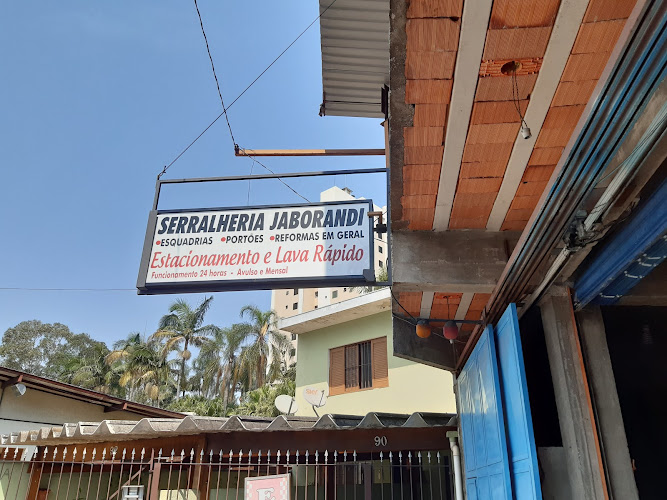 SERRALHERIA JABORANDI
•ESQUADRIAS •PORTÕES •REFORMAS EM GERAL
Estacionamento e Lava Rápido
Funcionamento 24 horas - Avulso e Mensal
90